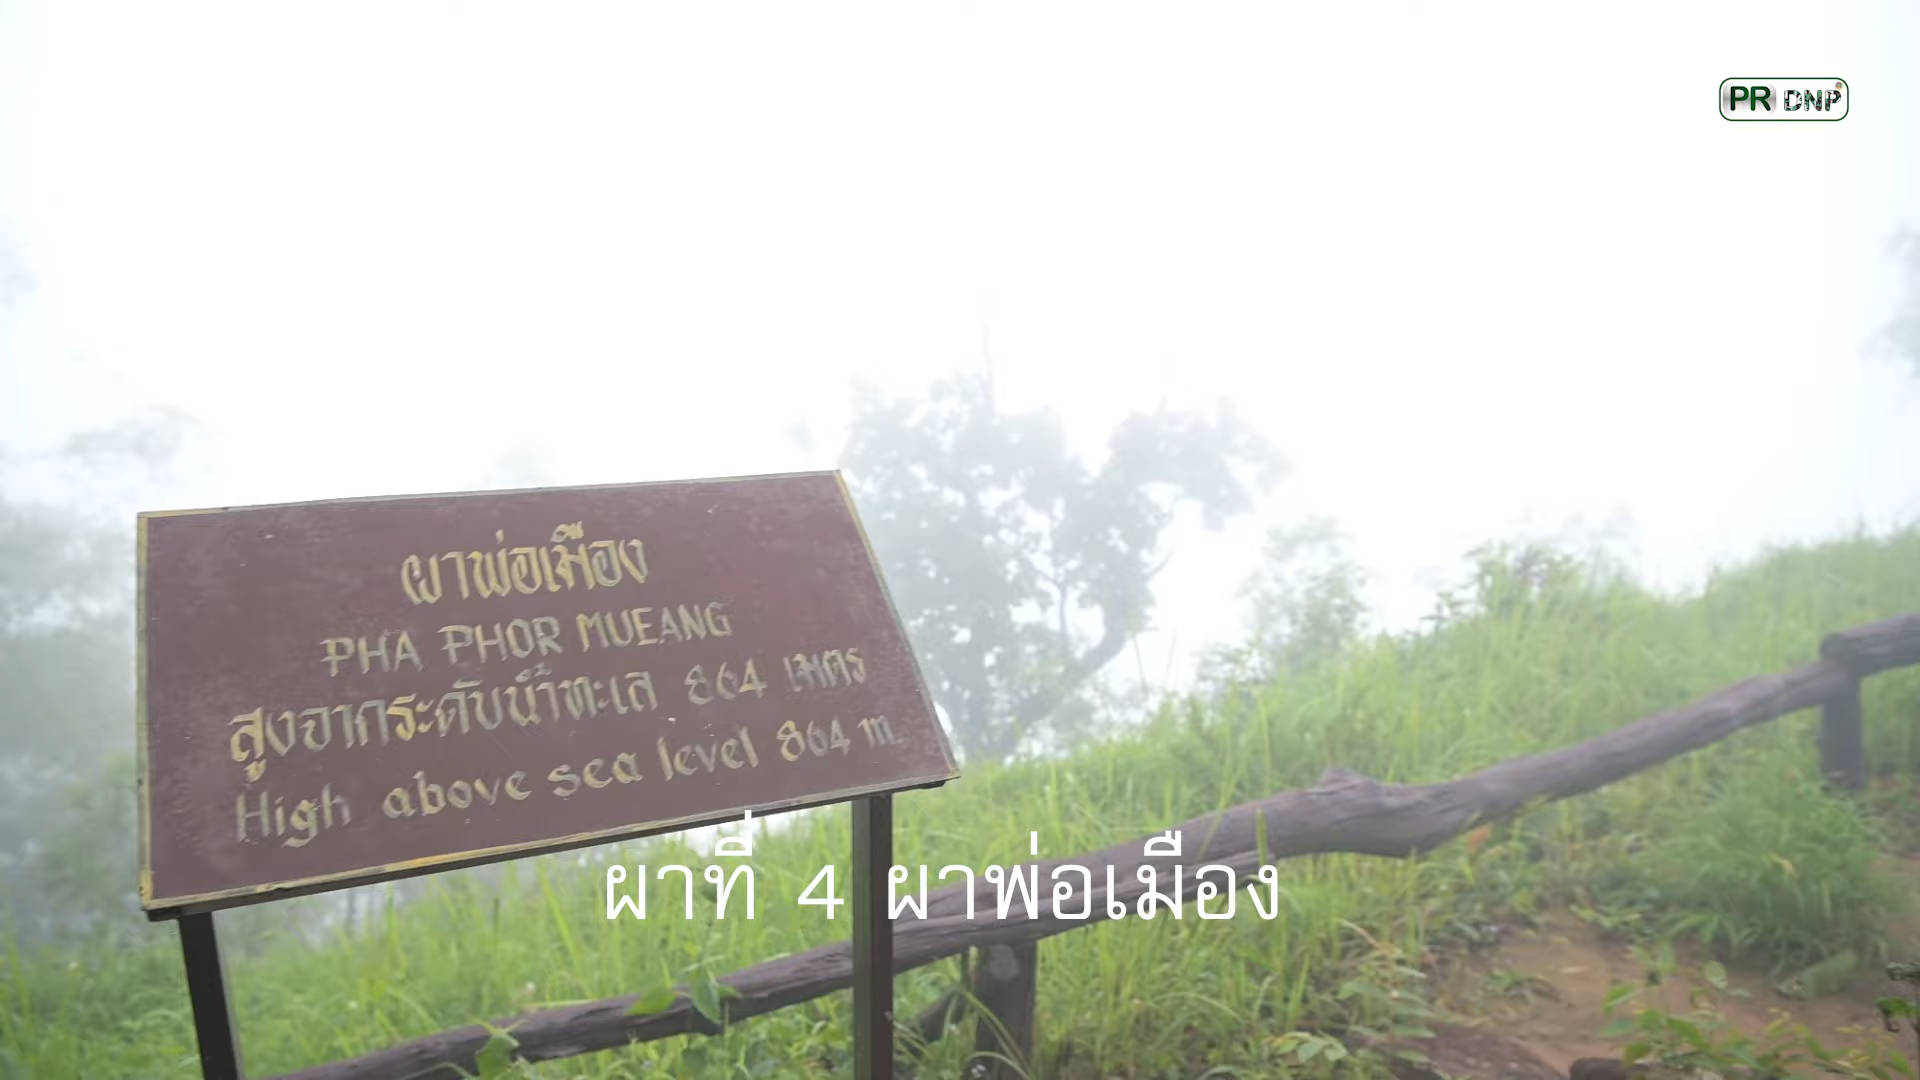 PR DNP
ผาพ่อเมือง
PHA PHOR MUEANG
สูงจากระดับน้ำทะเล 864 เมตร
High above sea level 864 m.
ผาที่ 4 ผาพ่อเมือง